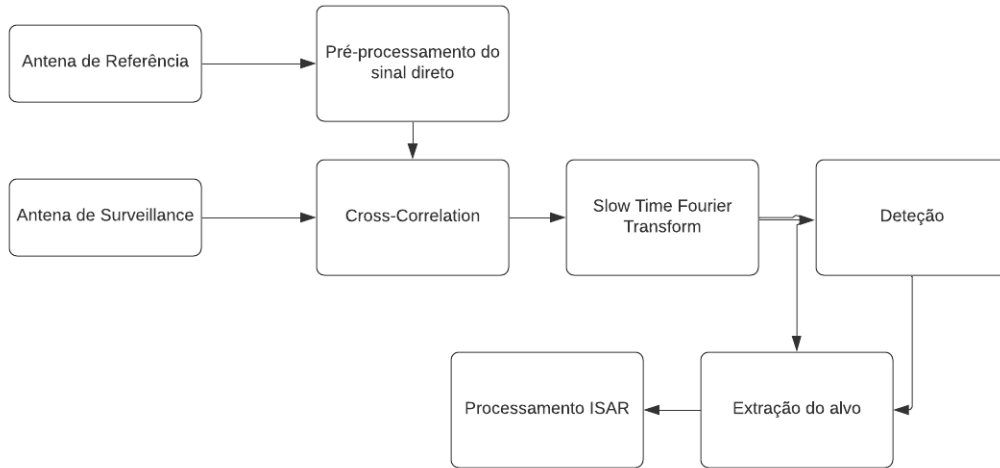 Antena de Referência
Pré-processamento do
sinal direto
Antena de Surveillance
Cross-Correlation
Slow Time Fourier
Transform
Deteção
Processamento ISAR
Extração do alvo